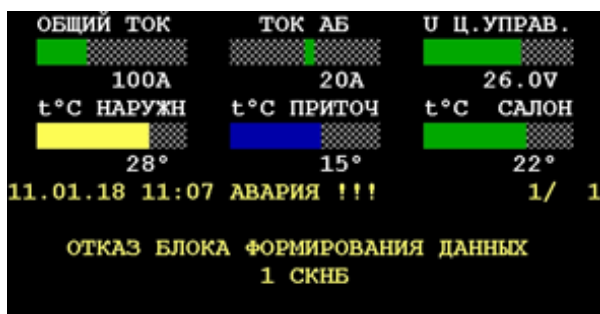 ОБЩИЙ ТОК ТОК АБ U Ц.УПРАВ.
100А 20А 26.0V
t°C НАРУЖН t°C ПРИТОЧ t°C САЛОН
28° 15° 22°
11.01.18 11:07 АВАРИЯ !!! 1/ 1
ОТКАЗ БЛОКА ФОРМИРОВАНИЯ ДАННЫХ
1 СКНБ